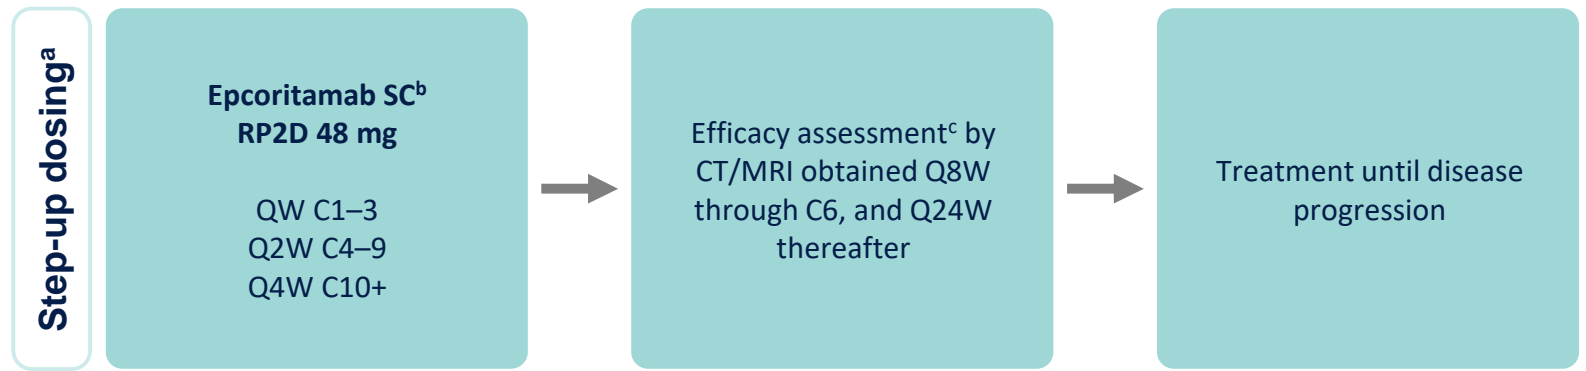 Step-up dosingᵃ
Epcoritamab SCᵇ
RP2D 48 mg
QW C1–3
Q2W C4–9
Q4W C10+
Efficacy assessmentᶜ by
CT/MRI obtained Q8W
through C6, and Q24W
thereafter
Treatment until disease
progression